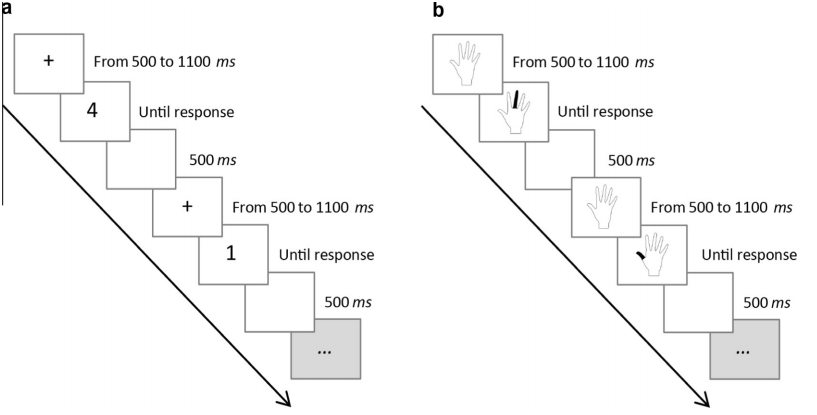 a
+
From 500 to 1100 ms
4
Until response
500 ms
+
From 500 to 1100 ms
1
Until response
500 ms
...
b
From 500 to 1100 ms
Until response
500 ms
From 500 to 1100 ms
Until response
500 ms
...